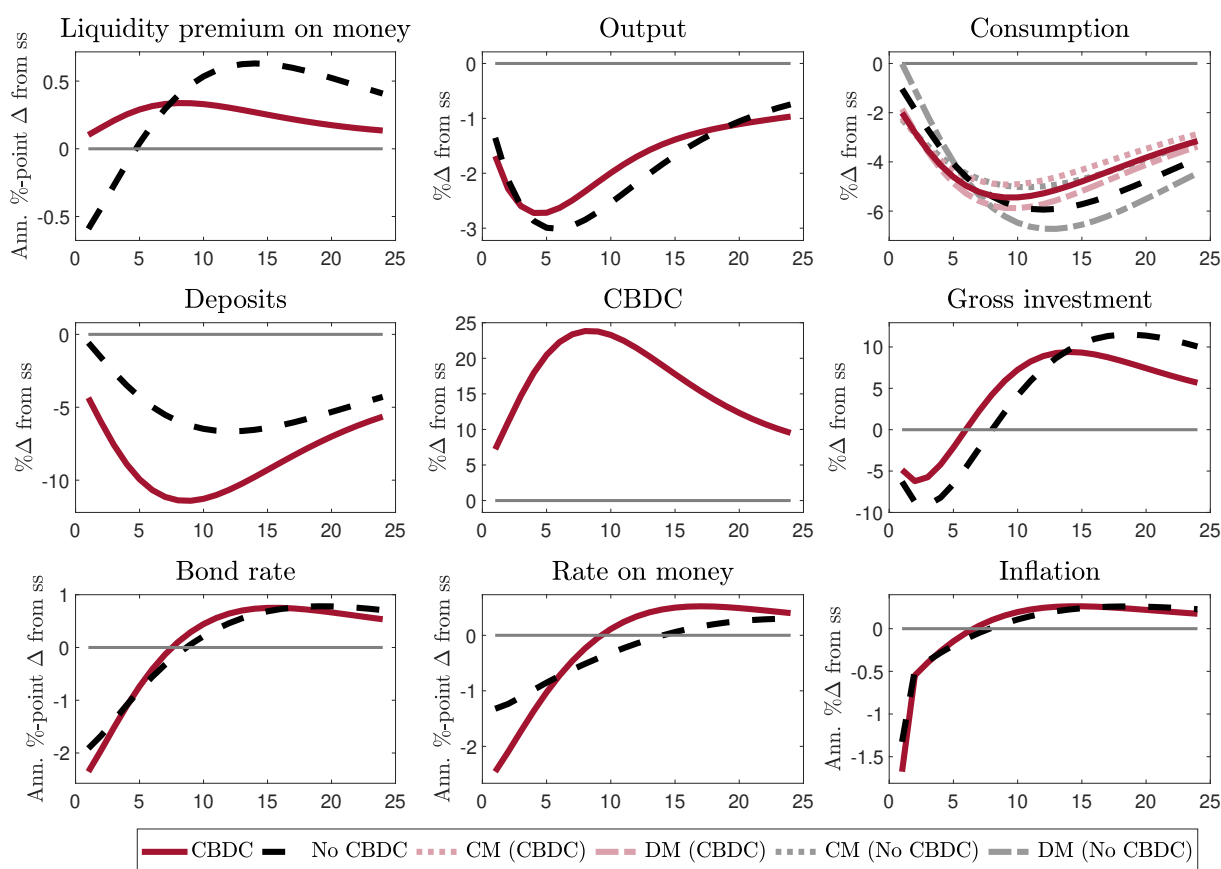 Liquidity premium on money
Output
Consumption
Ann. %-point Δ from ss
0.5
0
-0.5
0 5 10 15 20 25
%Δ from ss
0
-1
-2
-3
0 5 10 15 20 25
%Δ from ss
0
-2
-4
-6
0 5 10 15 20 25
Deposits
CBDC
Gross investment
%Δ from ss
0
-5
-10
0 5 10 15 20 25
%Δ from ss
25
20
15
10
5
0
0 5 10 15 20 25
%Δ from ss
10
5
0
-5
-10
0 5 10 15 20 25
Bond rate
Rate on money
Inflation
Ann. %-point Δ from ss
1
0
-1
-2
0 5 10 15 20 25
Ann. %-point Δ from ss
0
-1
-2
0 5 10 15 20 25
Ann. %Δ from ss
0
-0.5
-1
-1.5
0 5 10 15 20 25
CBDC No CBDC CM (CBDC) DM (CBDC) CM (No CBDC) DM (No CBDC)